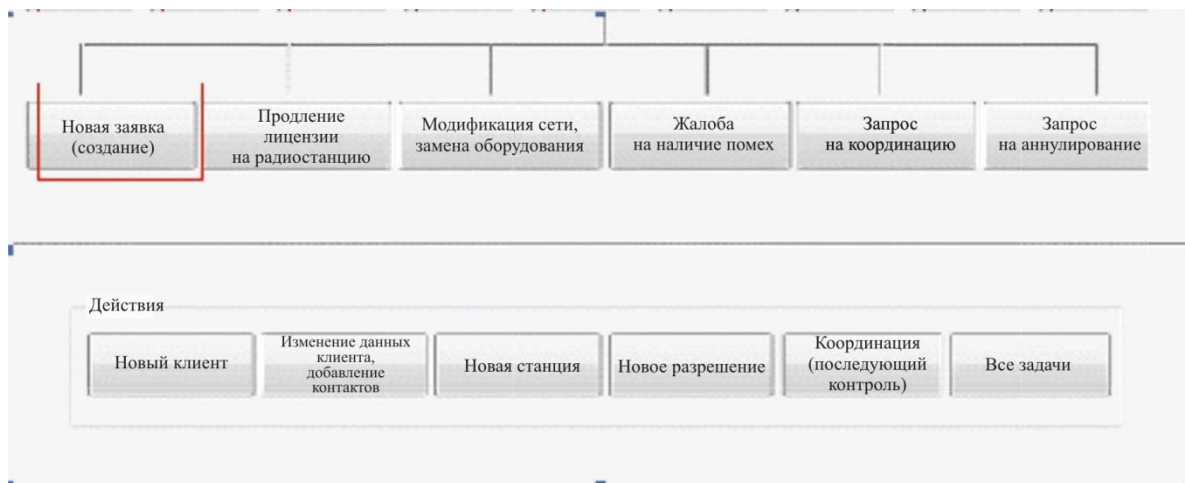 Новая заявка
(создание)
Продление
лицензии
на радиостанцию
Модификация сети,
замена оборудования
Жалоба
на наличие помех
Запрос
на координацию
Запрос
на аннулирование
Действия
Новый клиент
Изменение данных
клиента,
добавление
контактов
Новая станция
Новое разрешение
Координация
(последующий
контроль)
Все задачи